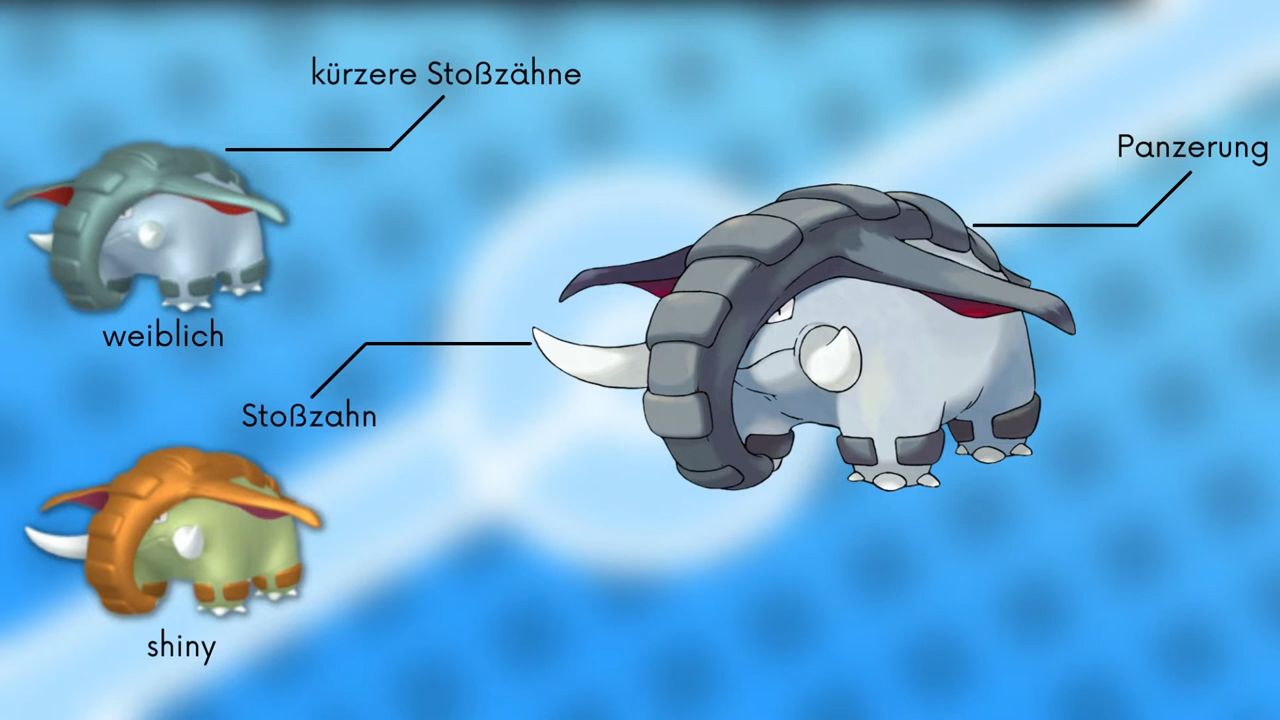 kürzere Stoßzähne
Panzerung
weiblich
Stoßzahn
shiny